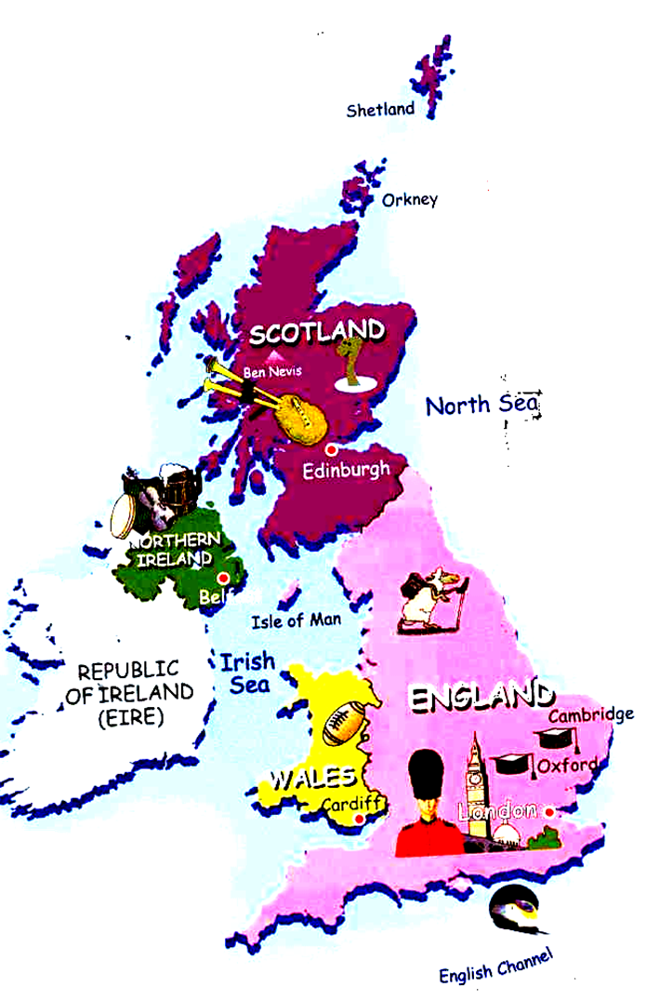 Shetland
Orkney
SCOTLAND
Ben Nevis
North Sea
Edinburgh
NORTHERN
IRELAND
Isle of Man
Irish
Sea
REPUBLIC
OF IRELAND
(EIRE)
ENGLAND
Cambridge
Oxford
WALES
Cardiff
London
English Channel